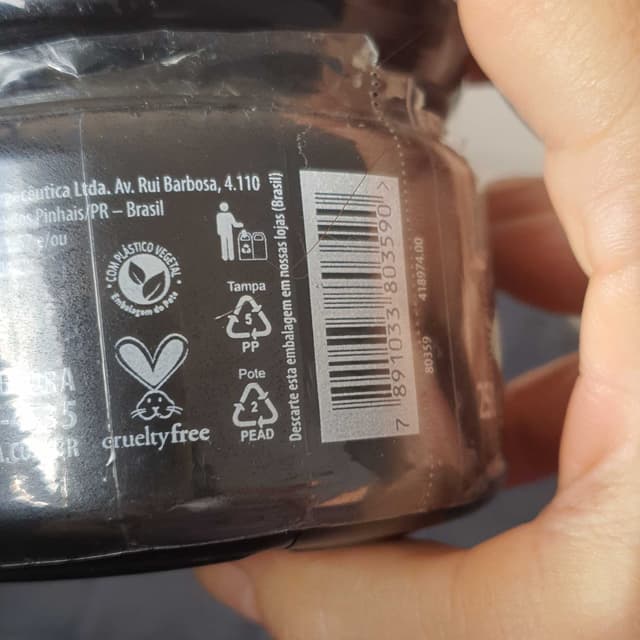 Ltda. Av. Rui Barbosa, 4.110
Pinhais/PR – Brasil
e/ou
COM PLÁSTICO VEGETAL
Embalagem do Pote
crueltyfree
Tampa
5
PP
Pote
2
PEAD
Descarte esta embalagem em nossas lojas (Brasil)
7 891033 803590 >
80359
418974.00